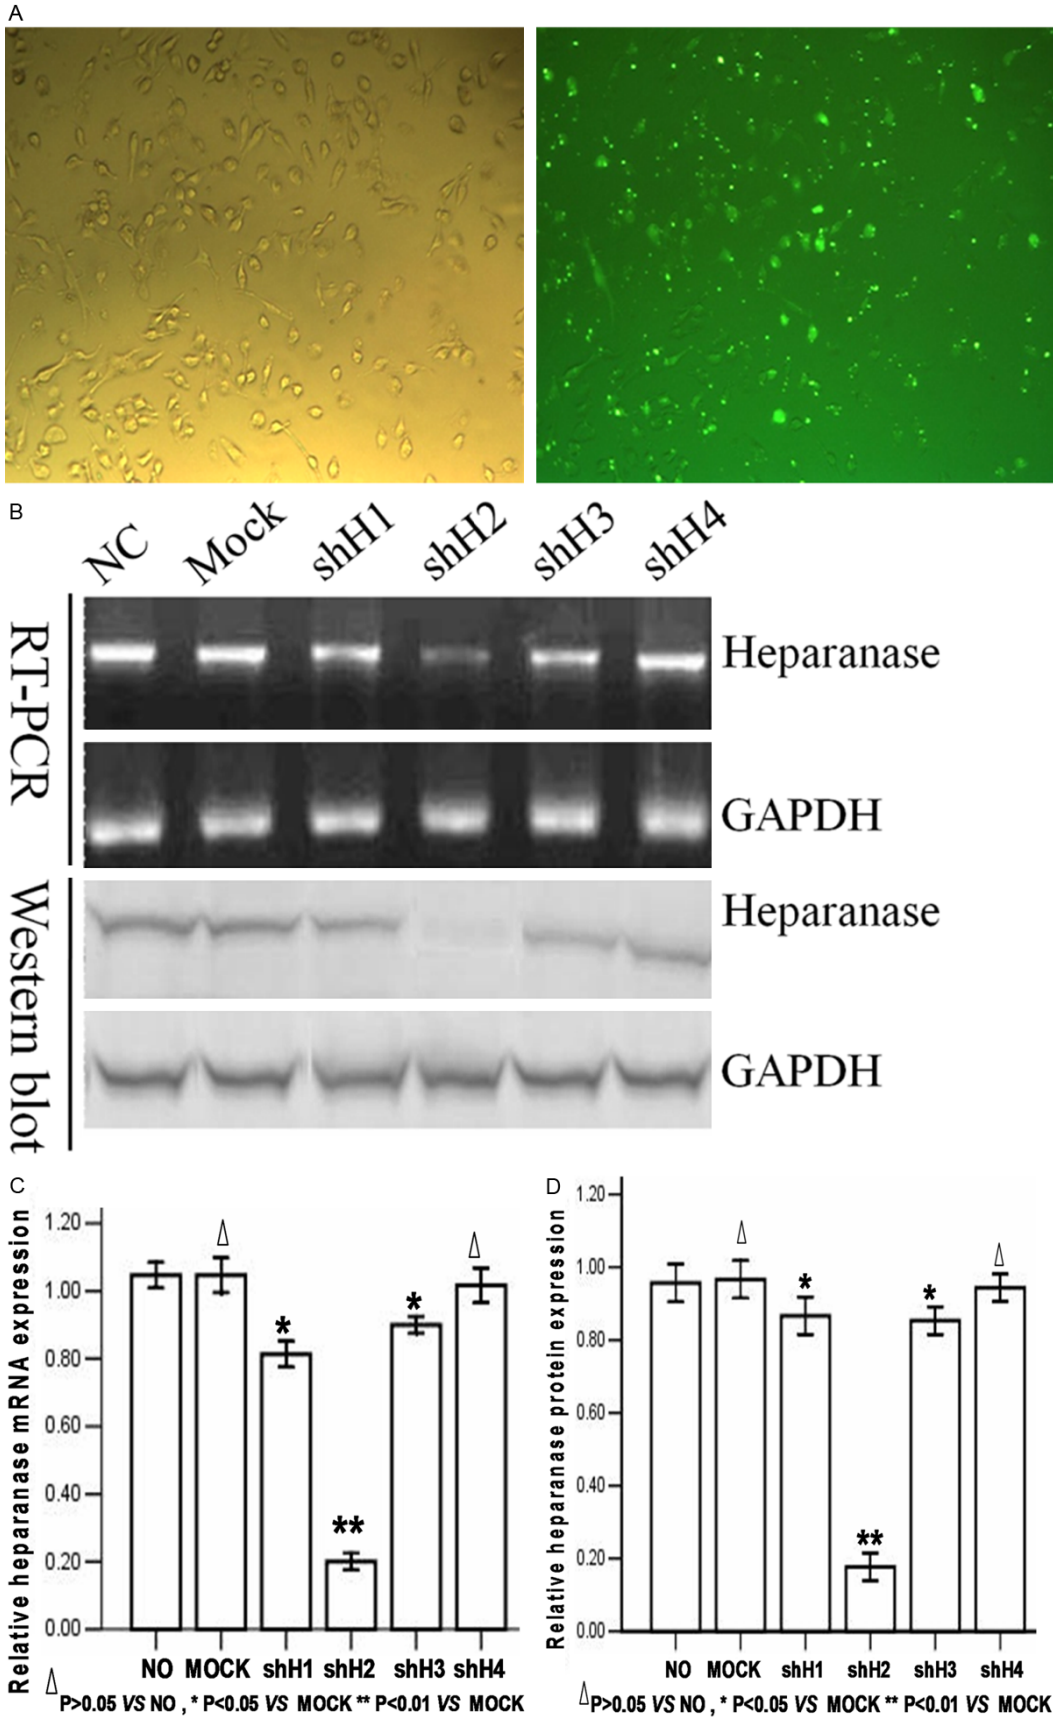 A
B
NC Mock shH1 shH2 shH3 shH4
RT-PCR
Heparanase
GAPDH
Western blot
Heparanase
GAPDH
C
Relative heparanase mRNA expression
1.20
1.00
0.80
0.60
0.40
0.20
0.00
Δ
Δ
*
*
**
NO MOCK shH1 shH2 shH3 shH4
Δ P>0.05 VS NO , * P<0.05 VS MOCK ** P<0.01 VS MOCK
D
Relative heparanase protein expression
1.20
1.00
0.80
0.60
0.40
0.20
0.00
Δ
Δ
*
*
**
NO MOCK shH1 shH2 shH3 shH4
Δ P>0.05 VS NO , * P<0.05 VS MOCK ** P<0.01 VS MOCK